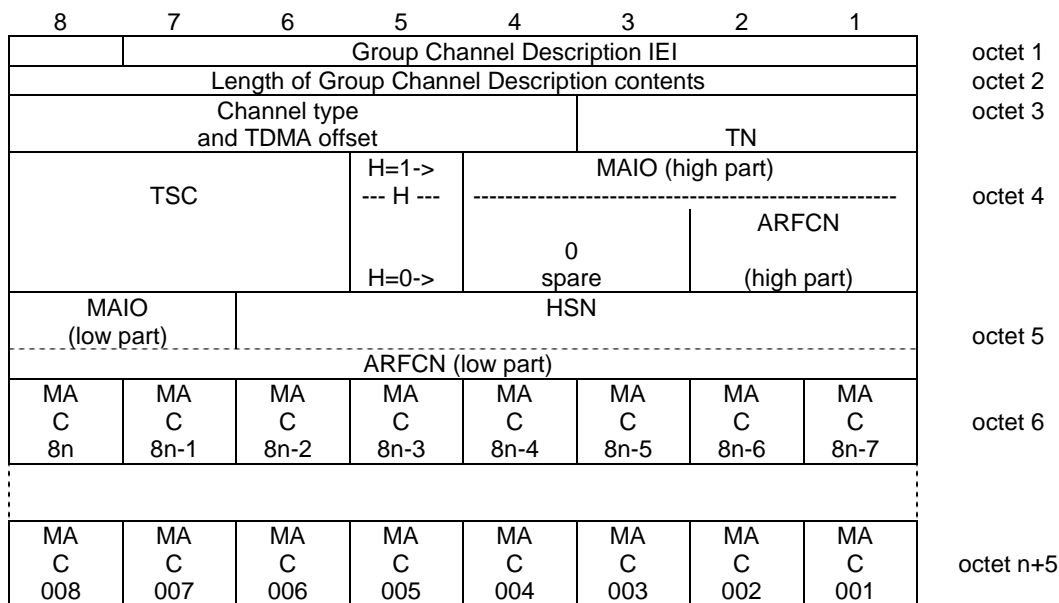 8 7 6 5 4 3 2 1
Group Channel Description IEI octet 1
Length of Group Channel Description contents octet 2
Channel type octet 3
and TDMA offset TN
H=1-> MAIO (high part)
TSC --- H --- ------------------------------------------------------ octet 4
ARFCN
0
H=0-> spare (high part)
MAIO HSN
(low part) octet 5
ARFCN (low part)
MA MA MA MA MA MA MA MA
C C C C C C C C octet 6
8n 8n-1 8n-2 8n-3 8n-4 8n-5 8n-6 8n-7
MA MA MA MA MA MA MA MA
C C C C C C C C octet n+5
008 007 006 005 004 003 002 001